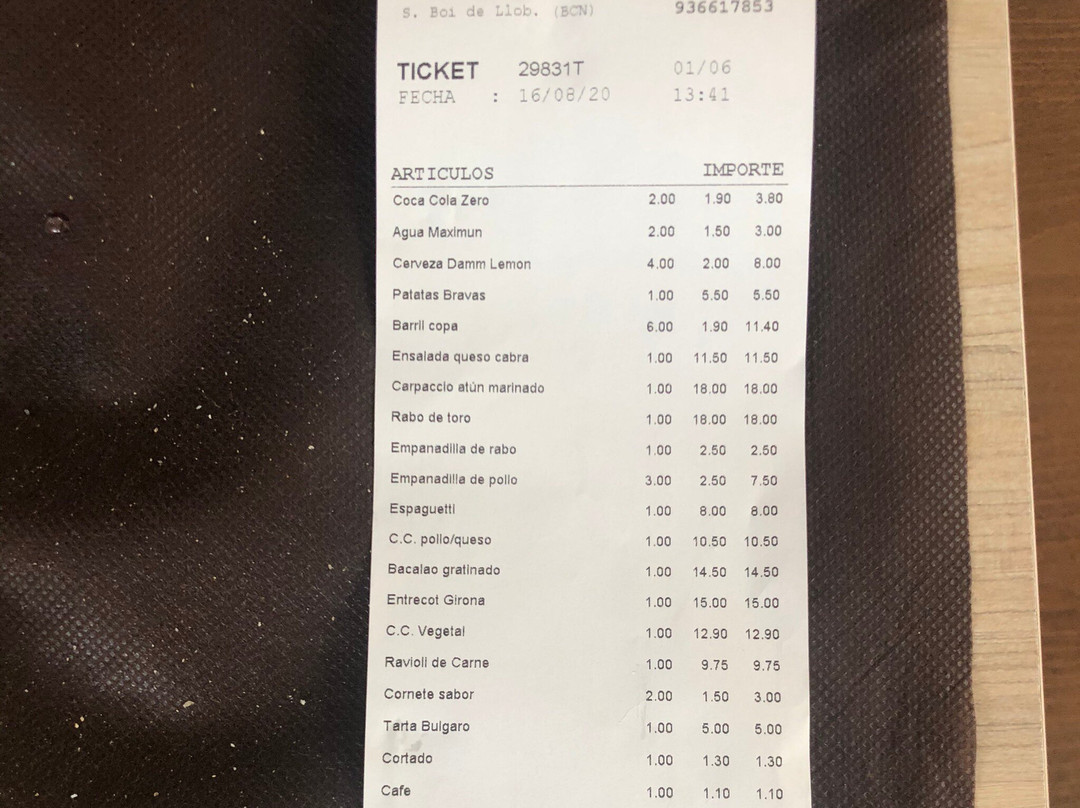 S. Boi de Llob. (BCN) 936617853
TICKET 29831T 01/06
FECHA : 16/08/20 13:41
ARTICULOS IMPORTE
Coca Cola Zero 2.00 1.90 3.80
Agua Maximun 2.00 1.50 3.00
Cerveza Damm Lemon 4.00 2.00 8.00
Patatas Bravas 1.00 5.50 5.50
Barril copa 6.00 1.90 11.40
Ensalada queso cabra 1.00 11.50 11.50
Carpaccio atún marinado 1.00 18.00 18.00
Rabo de toro 1.00 18.00 18.00
Empanadilla de rabo 1.00 2.50 2.50
Empanadilla de pollo 3.00 2.50 7.50
Espaguetti 1.00 8.00 8.00
C.C. pollo/queso 1.00 10.50 10.50
Bacalao gratinado 1.00 14.50 14.50
Entrecot Girona 1.00 15.00 15.00
C.C. Vegetal 1.00 12.90 12.90
Ravioli de Carne 1.00 9.75 9.75
Cornete sabor 2.00 1.50 3.00
Tarta Bulgaro 1.00 5.00 5.00
Cortado 1.00 1.30 1.30
Cafe 1.00 1.10 1.10